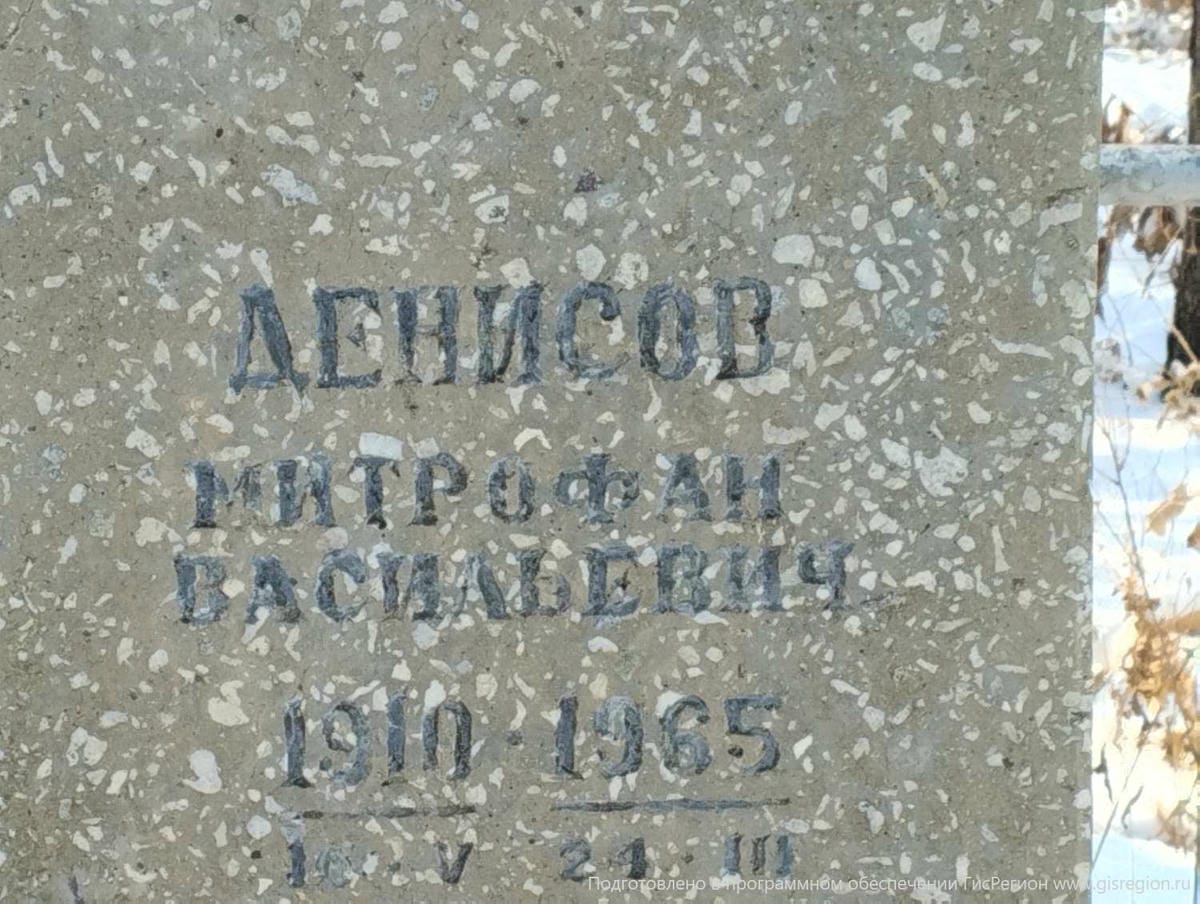 ДЕНИСОВ
МИТРОФАН
ВАСИЛЬЕВИЧ
1910 · 1965
V 24 · III
Подготовлено в программном обеспечении ГисРегион www.gisregion.ru